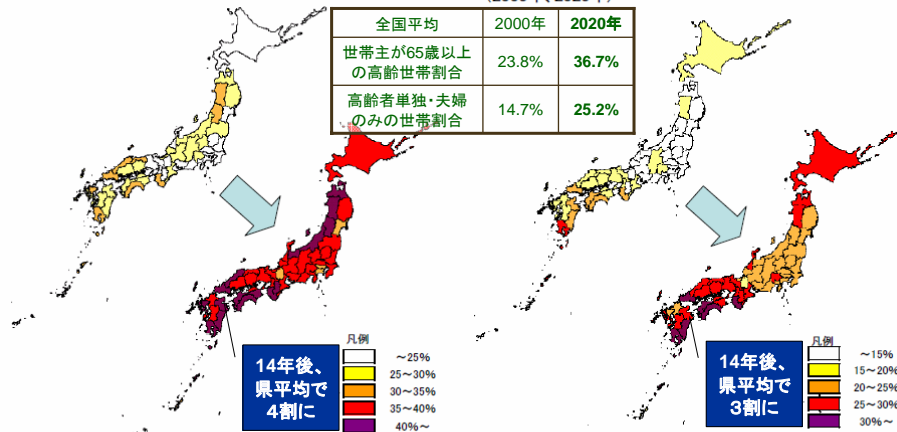 全国平均 2000年 2020年
世帯主が65歳以上
の高齢世帯割合 23.8% 36.7%
高齢者単独・夫婦
のみの世帯割合 14.7% 25.2%
14年後、
県平均で
4割に
凡例
～25%
25～30%
30～35%
35～40%
40%～
14年後、
県平均で
3割に
凡例
～15%
15～20%
20～25%
25～30%
30%～